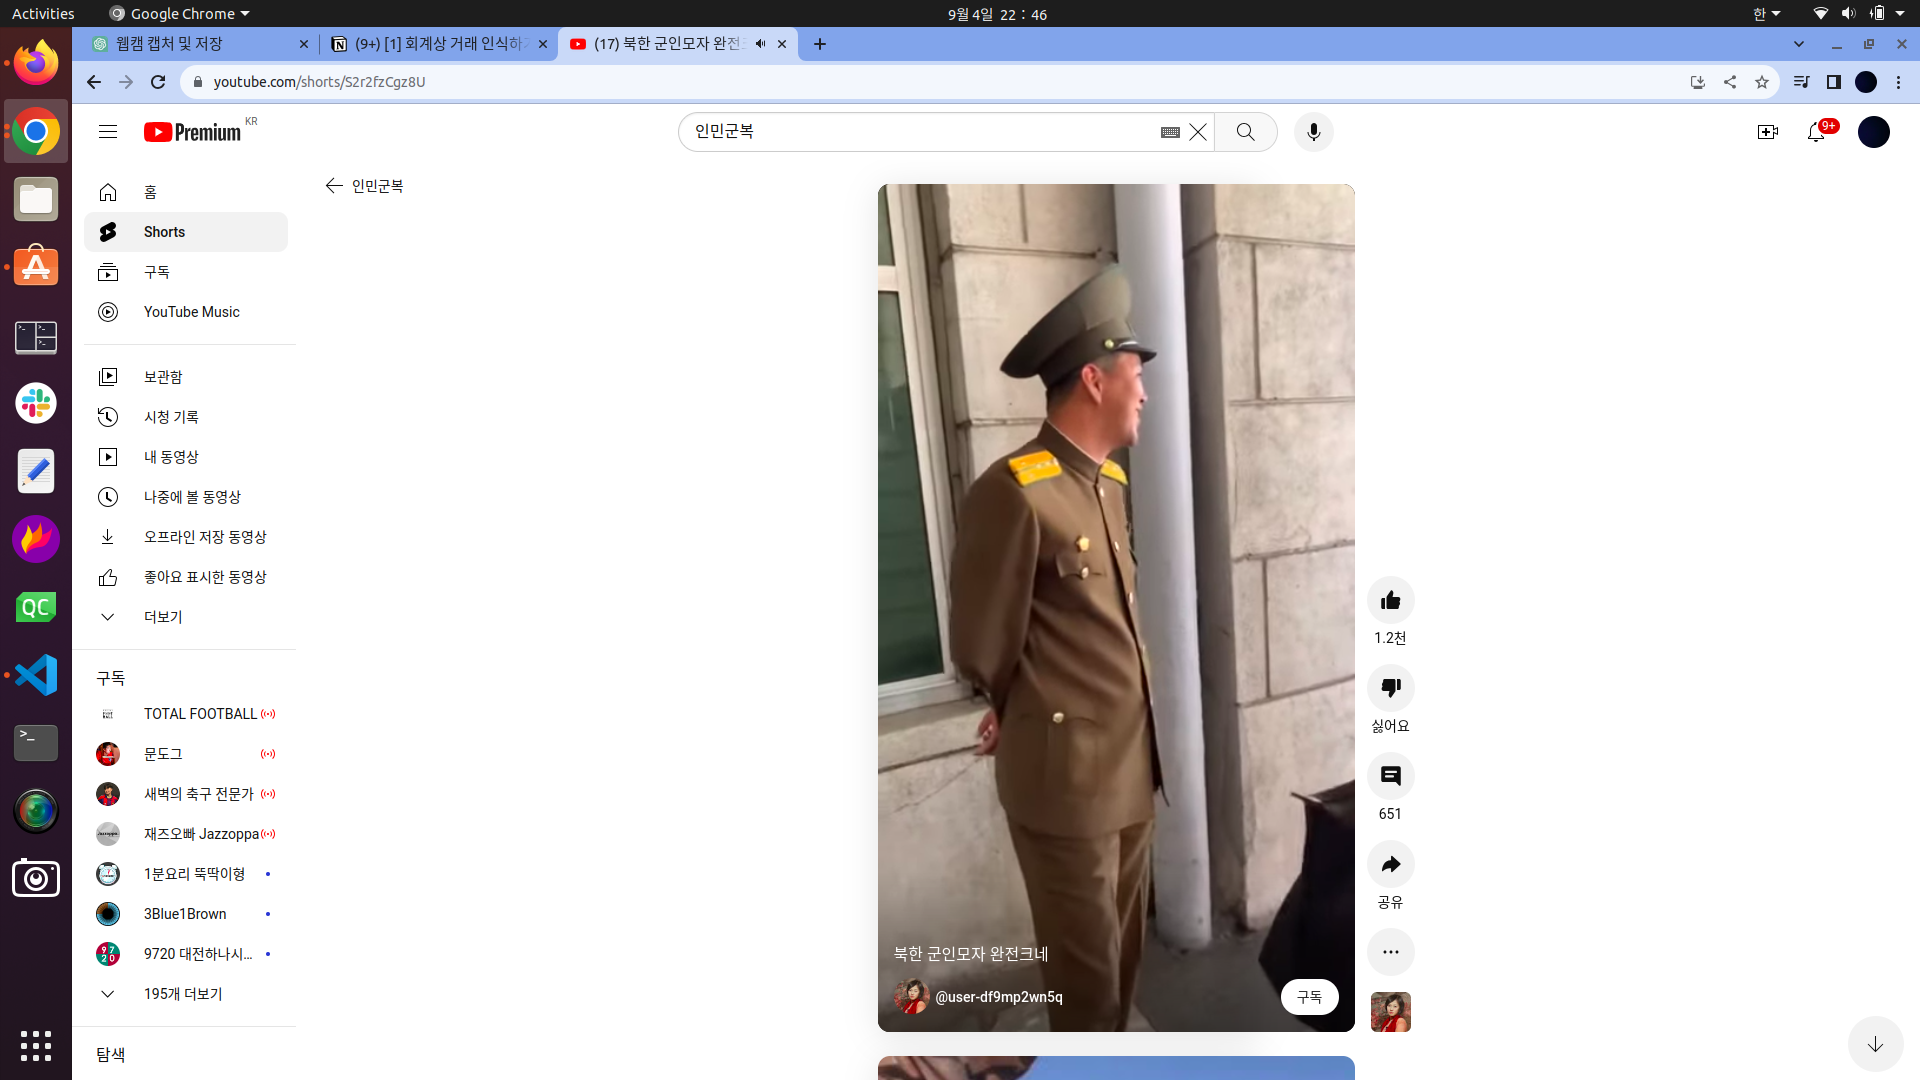 Activities
Google Chrome
9월 4일 22 : 46
한
웹캠 캡처 및 저장
(9+) [1] 회계상 거래 인식하기
(17) 북한 군인모자 완전크
youtube.com/shorts/S2r2fzCgz8U
Premium KR
인민군복
9+
홈
Shorts
구독
YouTube Music
보관함
시청 기록
내 동영상
나중에 볼 동영상
오프라인 저장 동영상
좋아요 표시한 동영상
더보기
구독
TOTAL FOOTBALL
문도그
새벽의 축구 전문가
재즈오빠 Jazzoppa
1분요리 뚝딱이형
3Blue1Brown
9720 대전하나시...
195개 더보기
탐색
인민군복
북한 군인모자 완전크네
@user-df9mp2wn5q
구독
1.2천
싫어요
651
공유
QC